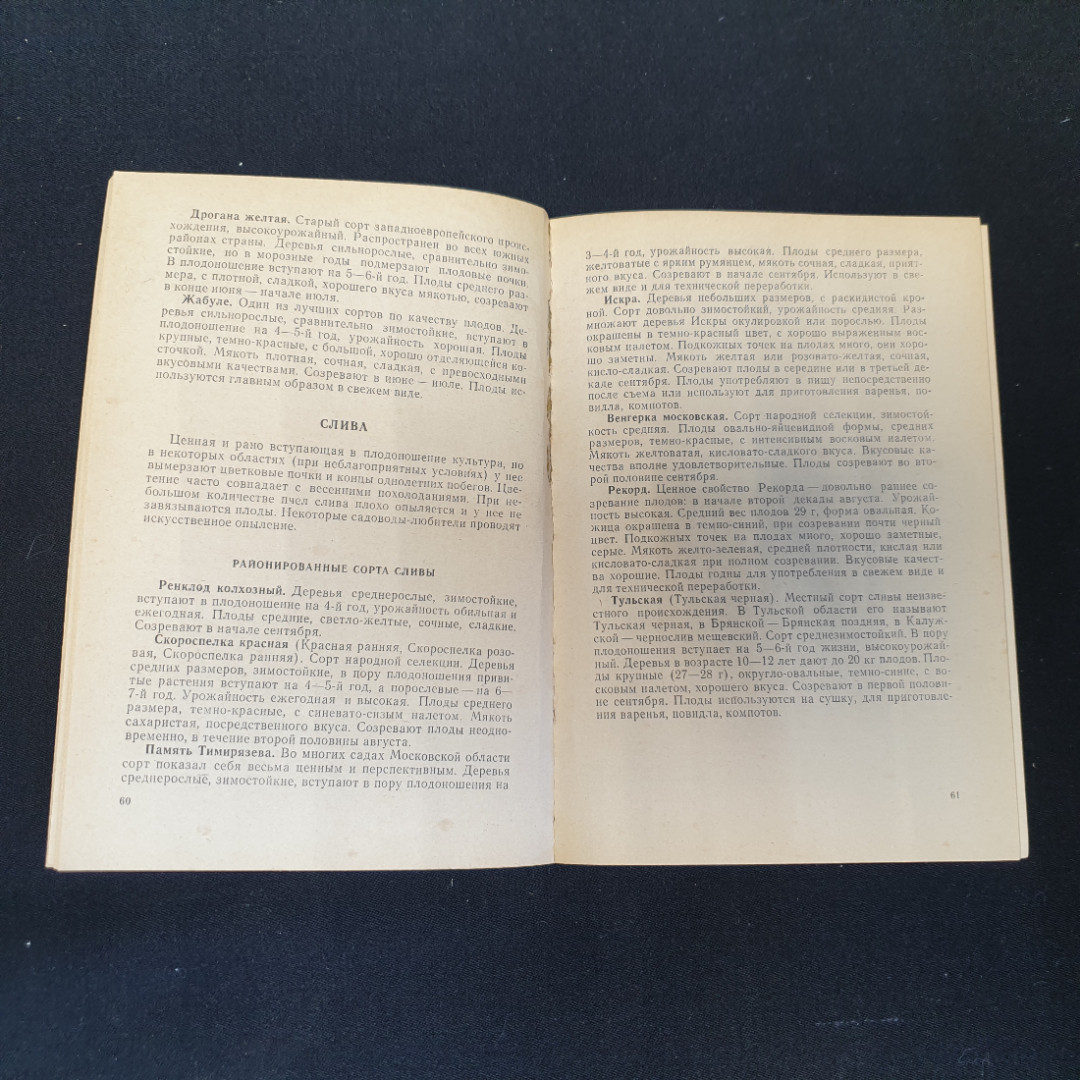 Дрогана желтая. Старый сорт западноевропейского проис-
хождения, высокоурожайный. Распространен во всех южных
районах страны. Деревья сильнорослые, сравнительно зимо-
стойкие, но в морозные годы подмерзают плодовые почки.
В плодоношение вступают на 5—6-й год. Плоды среднего раз-
мера, с плотной, сладкой, хорошего вкуса мякотью, созревают
в конце июня — начале июля.
Жабуле. Один из лучших сортов по качеству плодов. Де-
ревья сильнорослые, сравнительно зимостойкие, вступают в
плодоношение на 4—5-й год, урожайность хорошая. Плоды
крупные, темно-красные, с большой, хорошо отделяющейся ко-
сточкой. Мякоть плотная, сочная, сладкая, с превосходными
вкусовыми качествами. Созревают в июне — июле. Плоды ис-
пользуются главным образом в свежем виде.
СЛИВА
Ценная и рано вступающая в плодоношение культура, но
в некоторых областях (при неблагоприятных условиях) у нее
вымерзают цветковые почки и концы однолетних побегов. Цве-
тение часто совпадает с весенними похолоданиями. При не-
большом количестве пчел слива плохо опыляется и у нее не
завязываются плоды. Некоторые садоводы-любители проводят
искусственное опыление.
РАЙОНИРОВАННЫЕ СОРТА СЛИВЫ
Ренклод колхозный. Деревья среднерослые, зимостойкие,
вступают в плодоношение на 4-й год, урожайность обильная и
ежегодная. Плоды средние, светло-желтые, сочные, сладкие.
Созревают в начале сентября.
Скороспелка красная (Красная ранняя, Скороспелка розо-
вая, Скороспелка ранняя). Сорт народной селекции. Деревья
средних размеров, зимостойкие, в пору плодоношения приви-
тые растения вступают на 4—5-й год, а порослевые — на 6—
7-й год. Урожайность ежегодная и высокая. Плоды среднего
размера, темно-красные, с синевато-сизым налетом. Мякоть
сахаристая, посредственного вкуса. Созревают плоды неодно-
временно, в течение второй половины августа.
Память Тимирязева. Во многих садах Московской области
сорт показал себя весьма ценным и перспективным. Деревья
среднерослые, зимостойкие, вступают в пору плодоношения на
60
3—4-й год, урожайность высокая. Плоды среднего размера,
желтоватые с ярким румянцем, мякоть сочная, сладкая, прият-
ного вкуса. Созревают в начале сентября. Используют в све-
жем виде и для технической переработки.
Искра. Деревья небольших размеров, с раскидистой кро-
ной. Сорт довольно зимостойкий, урожайность средняя. Раз-
множают деревья Искры окулировкой или порослью. Плоды
окрашены в темно-красный цвет, с хорошо выраженным вос-
ковым налетом. Подкожных точек на плодах много, они хоро-
шо заметны. Мякоть желтая или розовато-желтая, сочная,
кисло-сладкая. Созревают плоды в середине или в третьей де-
каде сентября. Плоды употребляют в пищу непосредственно
после съема или используют для приготовления варенья, по-
видла, компотов.
Венгерка московская. Сорт народной селекции, зимостой-
кость средняя. Плоды овально-яйцевидной формы, средних
размеров, темно-красные, с интенсивным восковым налетом.
Мякоть желтоватая, кисловато-сладкого вкуса. Вкусовые ка-
чества вполне удовлетворительные. Плоды созревают во вто-
рой половине сентября.
Рекорд. Ценное свойство Рекорда — довольно раннее со-
зревание плодов: в начале второй декады августа. Урожай-
ность высокая. Средний вес плодов 29 г, форма овальная. Ко-
жица окрашена в темно-синий, при созревании почти черный
цвет. Подкожных точек на плодах много, хорошо заметные,
серые. Мякоть желто-зеленая, средней плотности, кислая или
кисловато-сладкая при полном созревании. Вкусовые качест-
ва хорошие. Плоды годны для употребления в свежем виде и
для технической переработки.
Тульская (Тульская черная). Местный сорт сливы неизве-
стного происхождения. В Тульской области его называют
Тульская черная, в Брянской — Брянская поздняя, в Калуж-
ской — чернослив мещевский. Сорт среднезимостойкий. В пору
плодоношения вступает на 5—6-й год жизни, высокоурожай-
ный. Деревья в возрасте 10—12 лет дают до 20 кг плодов. Пло-
ды крупные (27—28 г), округло-овальные, темно-синие, с во-
сковым налетом, хорошего вкуса. Созревают в первой полови-
не сентября. Плоды используются на сушку, для приготовле-
ния варенья, повидла, компотов.
61